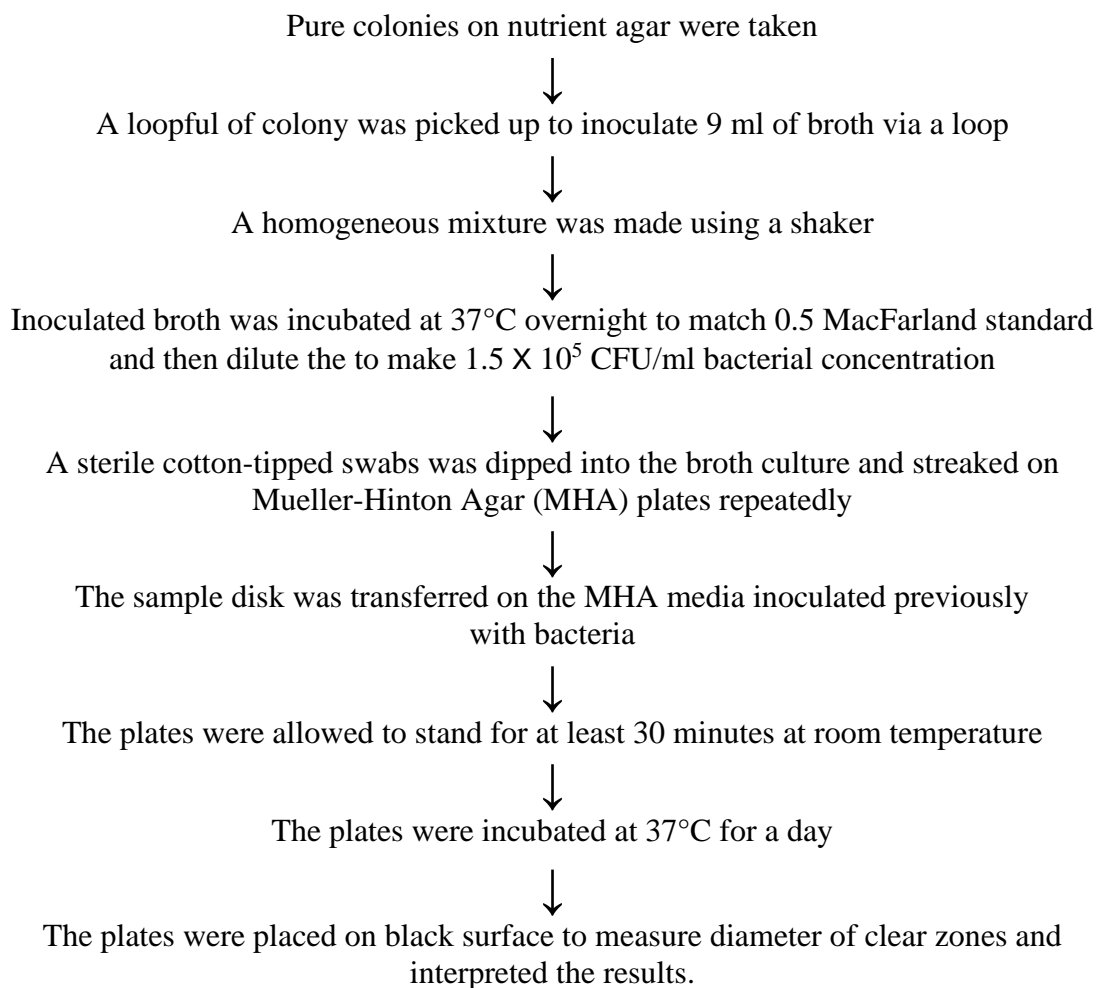 Pure colonies on nutrient agar were taken
A loopful of colony was picked up to inoculate 9 ml of broth via a loop
A homogeneous mixture was made using a shaker
Inoculated broth was incubated at 37°C overnight to match 0.5 MacFarland standard
and then dilute the to make 1.5 X 10⁵ CFU/ml bacterial concentration
A sterile cotton-tipped swabs was dipped into the broth culture and streaked on
Mueller-Hinton Agar (MHA) plates repeatedly
The sample disk was transferred on the MHA media inoculated previously
with bacteria
The plates were allowed to stand for at least 30 minutes at room temperature
The plates were incubated at 37°C for a day
The plates were placed on black surface to measure diameter of clear zones and
interpreted the results.